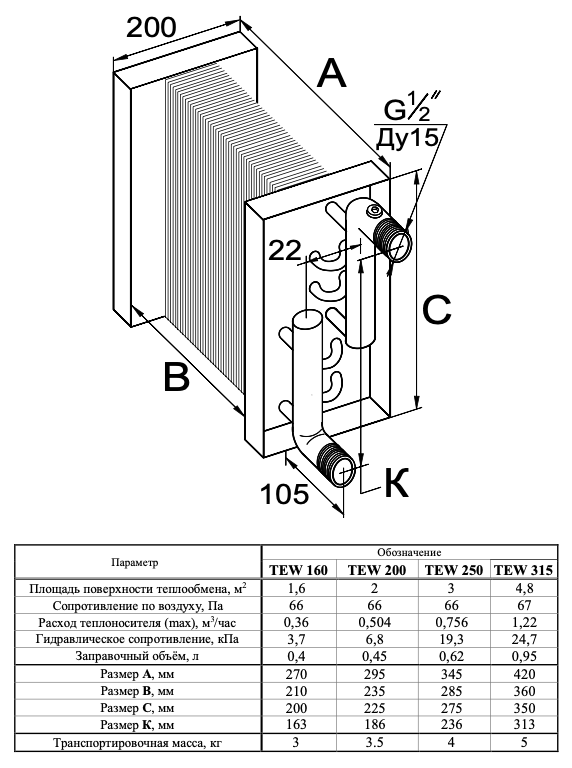 200
A
G½″
Ду15
22
C
B
K
105
Параметр
Обозначение
TEW 160 TEW 200 TEW 250 TEW 315
Площадь поверхности теплообмена, м² 1,6 2 3 4,8
Сопротивление по воздуху, Па 66 66 66 67
Расход теплоносителя (max), м³/час 0,36 0,504 0,756 1,22
Гидравлическое сопротивление, кПа 3,7 6,8 19,3 24,7
Заправочный объём, л 0,4 0,45 0,62 0,95
Размер А, мм 270 295 345 420
Размер В, мм 210 235 285 360
Размер С, мм 200 225 275 350
Размер К, мм 163 186 236 313
Транспортировочная масса, кг 3 3.5 4 5